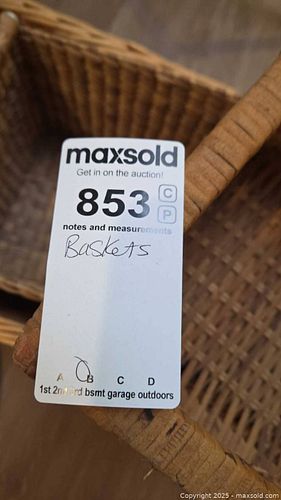 maxsold
Get in on the auction!
853 C
P
notes and measurements
Baskets
A B C D
1st 2nd 3rd bsmt garage outdoors
Copyright © 2025 - maxsold.com